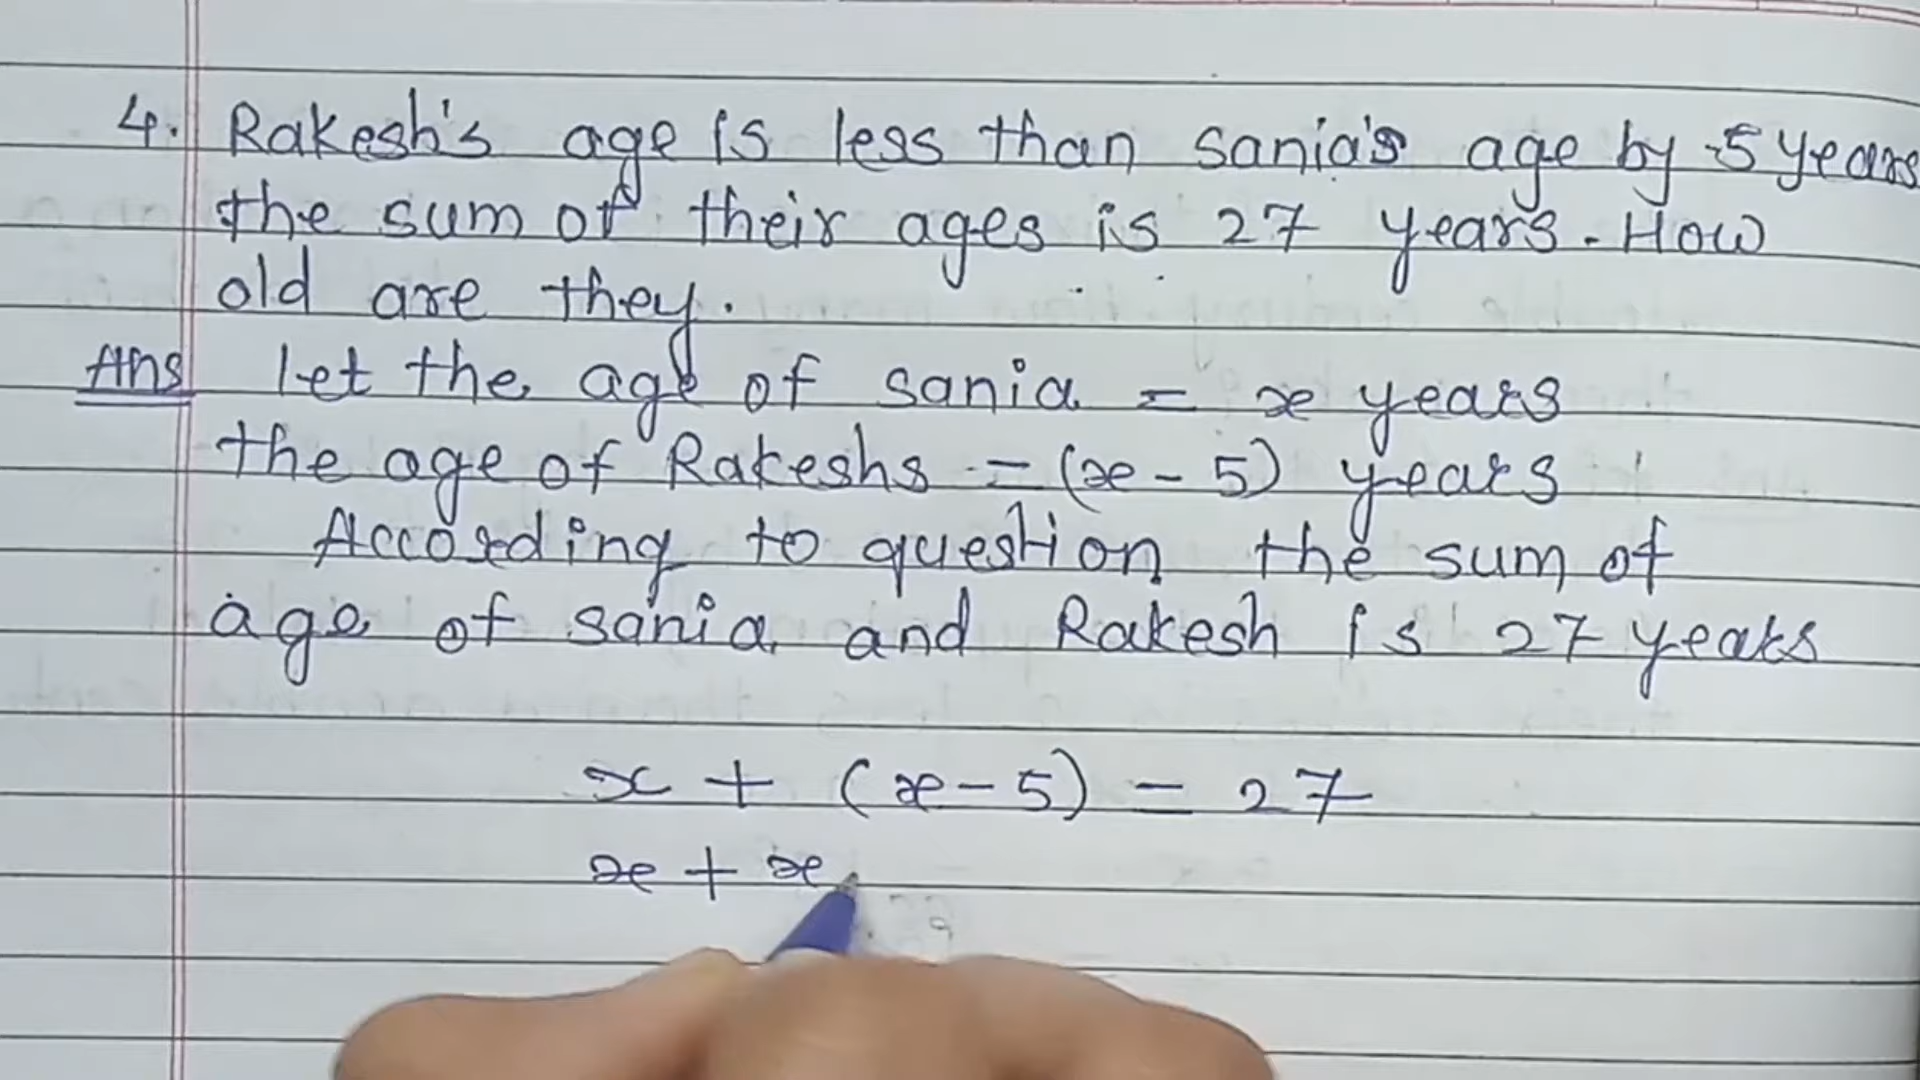 4. Rakesh's age is less than sania's age by 5 years
the sum of their ages is 27 years. How
old are they.
Ans let the age of sania = x years
the age of Rakeshs = (x - 5) years
According to question the sum of
age of sania and Rakesh is 27 years
x + (x - 5) = 27
x + x